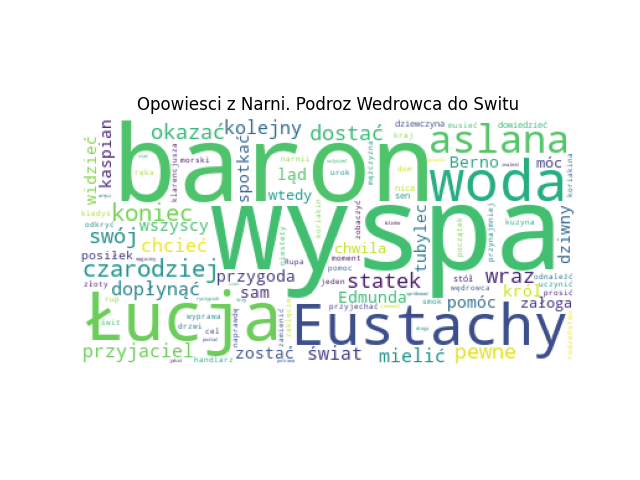 Opowiesci z Narni. Podroz Wedrowca do Switu
okazać kolejny dostać dziewczyna musieć dowiedzieć
kraj
aslana
widzieć
kaspian
baron
spotkać
klarencjusza
morski
narnii
ląd
urok
mężczyzna
dom
Berno
móc
koriakina
ręka
wtedy
sen
nica
woda
kiedyś
koniec
odkryć
wszyscy
swój
chcieć
wyspa
koriakin
zobaczyć
chwila
moment
pomoc
tubylec
początek
przynajmniej
kuzyna
dziwny
posiłek
czarodziej
przygoda
jeden
statek
stół
wędrowca
wraz
odnaleźć
uczynić
złoty
dopłynąć
sam
Edmunda
smok
pomóc
król
prosić
załoga
rup
Łucja
wyprawa
drzwi
cel
naprawdę
zamienić
przyjechać
Eustachy
świt
przyjaciel
handlarz
zostać
świat
mielić
pewne